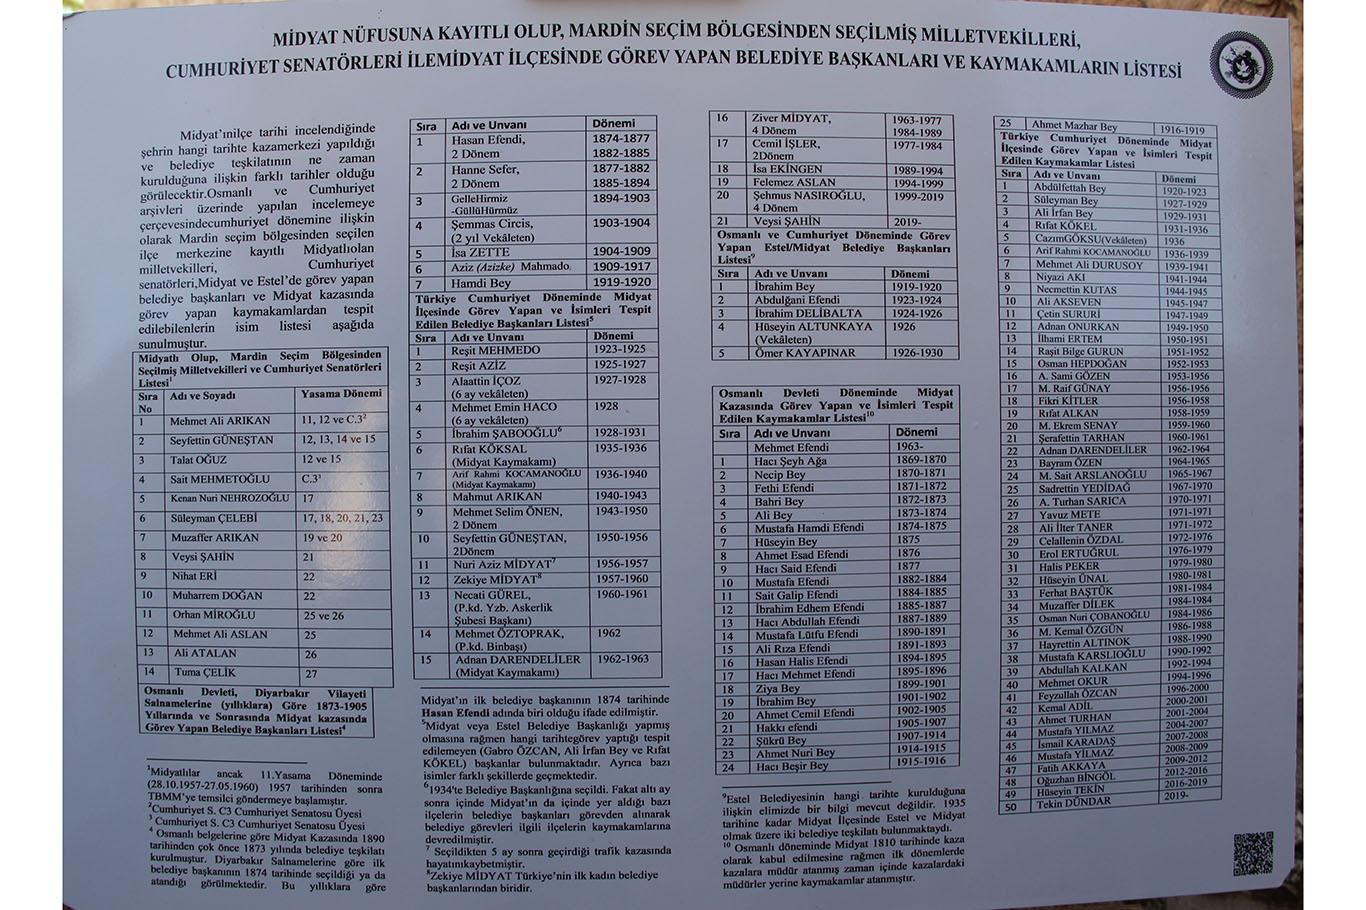 MİDYAT NÜFUSUNA KAYITLI OLUP, MARDİN SEÇİM BÖLGESİNDEN SEÇİLMİŞ MİLLETVEKİLLERİ,
CUMHURİYET SENATÖRLERİ İLEMİDYAT İLÇESİNDE GÖREV YAPAN BELEDİYE BAŞKANLARI VE KAYMAKAMLARIN LİSTESİ
Midyat’ınilçe tarihi incelendiğinde
şehrin hangi tarihte kazamerkezi yapıldığı
ve belediye teşkilatının ne zaman
kurulduğuna ilişkin farklı tarihler olduğu
görülecektir.Osmanlı ve Cumhuriyet
arşivleri üzerinde yapılan incelemeye
çerçevesindecumhuriyet dönemine ilişkin
olarak Mardin seçim bölgesinden seçilen
ilçe merkezine kayıtlı Midyatlıolan
milletvekilleri, Cumhuriyet
senatörleri,Midyat ve Estel’de görev yapan
belediye başkanları ve Midyat kazasında
görev yapan kaymakamlardan tespit
edilebilenlerin isim listesi aşağıda
sunulmuştur.
Midyatlı Olup, Mardin Seçim Bölgesinden
Seçilmiş Milletvekilleri ve Cumhuriyet Senatörleri
Listesi¹
Sıra No Adı ve Soyadı Yasama Dönemi
1 Mehmet Ali ARIKAN 11, 12 ve C.3²
2 Seyfettin GÜNEŞTAN 12, 13, 14 ve 15
3 Talat OĞUZ 12 ve 15
4 Sait MEHMETOĞLU C.3³
5 Kenan Nuri NEHROZOĞLU 17
6 Süleyman ÇELEBİ 17, 18, 20, 21, 23
7 Muzaffer ARIKAN 19 ve 20
8 Veysi ŞAHİN 21
9 Nihat ERİ 22
10 Muharrem DOĞAN 22
11 Orhan MİROĞLU 25 ve 26
12 Mehmet Ali ASLAN 25
13 Ali ATALAN 26
14 Tuma ÇELİK 27
Osmanlı Devleti, Diyarbakır Vilayeti
Salnamelerine (yıllıklara) Göre 1873-1905
Yıllarında ve Sonrasında Midyat kazasında
Görev Yapan Belediye Başkanları Listesi⁴
¹Midyatlılar ancak 11.Yasama Döneminde
(28.10.1957-27.05.1960) 1957 tarihinden sonra
TBMM’ye temsilci göndermeye başlamıştır.
²Cumhuriyet S. C3 Cumhuriyet Senatosu Üyesi
³ Cumhuriyet S. C3 Cumhuriyet Senatosu Üyesi
⁴ Osmanlı belgelerine göre Midyat Kazasında 1890
tarihinden çok önce 1873 yılında belediye teşkilatı
kurulmuştur. Diyarbakır Salnamelerine göre ilk
belediye başkanının 1874 tarihinde seçildiği ya da
atandığı görülmektedir. Bu yıllıklara göre
Sıra Adı ve Unvanı Dönemi
1 Hasan Efendi, 1874-1877
2 Dönem 1882-1885
2 Hanne Sefer, 1877-1882
2 Dönem 1885-1894
3 GelleHirmiz 1894-1903
-GüllüHürmüz
4 Şemmas Circis, 1903-1904
(2 yıl Vekâleten)
5 İsa ZETTE 1904-1909
6 Aziz (Azizke) Mahmado 1909-1917
7 Hamdi Bey 1919-1920
Türkiye Cumhuriyet Döneminde Midyat
İlçesinde Görev Yapan ve İsimleri Tespit
Edilen Belediye Başkanları Listesi⁵
Sıra Adı ve Unvanı Dönemi
1 Reşit MEHMEDO 1923-1925
2 Reşit AZİZ 1925-1927
3 Alaattin İÇOZ 1927-1928
(6 ay vekâleten)
4 Mehmet Emin HACO 1928
(6 ay vekâleten)
5 İbrahim ŞABOOĞLU⁶ 1928-1931
6 Rıfat KÖKSAL 1935-1936
(Midyat Kaymakamı)
7 Arif Rahmi KOCAMANOĞLU 1936-1940
(Midyat Kaymakamı)
8 Mahmut ARIKAN 1940-1943
9 Mehmet Selim ÖNEN, 1943-1950
2 Dönem
10 Seyfettin GÜNEŞTAN, 1950-1956
2Dönem
11 Nuri Aziz MİDYAT⁷ 1956-1957
12 Zekiye MİDYAT⁸ 1957-1960
13 Necati GÜREL, 1960-1961
(P.kd. Yzb. Askerlik
Şubesi Başkanı)
14 Mehmet ÖZTOPRAK, 1962
(P.kd. Binbaşı)
15 Adnan DARENDELİLER 1962-1963
(Midyat Kaymakamı)
Midyat’ın ilk belediye başkanının 1874 tarihinde
Hasan Efendi adında biri olduğu ifade edilmiştir.
⁵Midyat veya Estel Belediye Başkanlığı yapmış
olmasına rağmen hangi tarihtegörev yaptığı tespit
edilemeyen (Gabro ÖZCAN, Ali İrfan Bey ve Rıfat
KÖKEL) başkanlar bulunmaktadır. Ayrıca bazı
isimler farklı şekillerde geçmektedir.
⁶1934'te Belediye Başkanlığına seçildi. Fakat altı ay
sonra içinde Midyat’ın da içinde yer aldığı bazı
ilçelerin belediye başkanları görevden alınarak
belediye görevleri ilgili ilçelerin kaymakamlarına
devredilmiştir.
⁷ Seçildikten 5 ay sonra geçirdiği trafik kazasında
hayatınıkaybetmiştir.
⁸Zekiye MİDYAT Türkiye’nin ilk kadın belediye
başkanlarından biridir.
16 Ziver MİDYAT, 1963-1977
4 Dönem 1984-1989
17 Cemil İŞLER, 1977-1984
2Dönem
18 İsa EKİNGEN 1989-1994
19 Felemez ASLAN 1994-1999
20 Şehmus NASIROĞLU, 1999-2019
4 Dönem
21 Veysi ŞAHİN 2019-
Osmanlı ve Cumhuriyet Döneminde Görev
Yapan Estel/Midyat Belediye Başkanları
Listesi⁹
Sıra Adı ve Unvanı Dönemi
1 İbrahim Bey 1919-1920
2 Abdulğani Efendi 1923-1924
3 İbrahim DELİBALTA 1924-1926
4 Hüseyin ALTUNKAYA 1926
(Vekâleten)
5 Ömer KAYAPINAR 1926-1930
Osmanlı Devleti Döneminde Midyat
Kazasında Görev Yapan ve İsimleri Tespit
Edilen Kaymakamlar Listesi¹⁰
Sıra Adı ve Unvanı Dönemi
Mehmet Efendi 1963-
1 Hacı Şeyh Ağa 1869-1870
2 Necip Bey 1870-1871
3 Fethi Efendi 1871-1872
4 Bahri Bey 1872-1873
5 Ali Bey 1873-1874
6 Mustafa Hamdi Efendi 1874-1875
7 Hüseyin Bey 1875
8 Ahmet Esad Efendi 1876
9 Hacı Said Efendi 1877
10 Mustafa Efendi 1882-1884
11 Sait Galip Efendi 1884-1885
12 İbrahim Edhem Efendi 1885-1887
13 Hacı Abdullah Efendi 1887-1889
14 Mustafa Lütfu Efendi 1890-1891
15 Ali Rıza Efendi 1891-1893
16 Hasan Halis Efendi 1894-1895
17 Hacı Mehmet Efendi 1895-1896
18 Ziya Bey 1899-1901
19 İbrahim Bey 1901-1902
20 Ahmet Cemil Efendi 1902-1905
21 Hakkı efendi 1905-1907
22 Şükrü Bey 1907-1914
23 Ahmet Nuri Bey 1914-1915
24 Hacı Beşir Bey 1915-1916
⁹Estel Belediyesinin hangi tarihte kurulduğuna
ilişkin elimizde bir bilgi mevcut değildir. 1935
tarihine kadar Midyat İlçesinde Estel ve Midyat
olmak üzere iki belediye teşkilatı bulunmaktaydı.
¹⁰ Osmanlı döneminde Midyat 1810 tarihinde kaza
olarak kabul edilmesine rağmen ilk dönemlerde
kazalara müdür atanmış zaman içinde kazalardaki
müdürler yerine kaymakamlar atanmıştır.
25 Ahmet Mazhar Bey 1916-1919
Türkiye Cumhuriyet Döneminde Midyat
İlçesinde Görev Yapan ve İsimleri Tespit
Edilen Kaymakamlar Listesi
Sıra Adı ve Unvanı Dönemi
1 Abdülfettah Bey 1920-1923
2 Süleyman Bey 1927-1929
3 Ali İrfan Bey 1929-1931
4 Rıfat KÖKEL 1931-1936
5 CazımGÖKSU(Vekâleten) 1936
6 Arif Rahmi KOCAMANOĞLU 1936-1939
7 Mehmet Ali DURUSOY 1939-1941
8 Niyazi AKI 1941-1944
9 Necmettin KUTAS 1944-1945
10 Ali AKSEVEN 1945-1947
11 Çetin SURURİ 1947-1949
12 Adnan ONURKAN 1949-1950
13 İlhami ERTEM 1950-1951
14 Raşit Bilge GURUN 1951-1952
15 Osman HEPDOĞAN 1952-1953
16 A. Sami GÖZEN 1953-1956
17 M. Raif GÜNAY 1956-1956
18 Fikri KİTLER 1956-1958
19 Rıfat ALKAN 1958-1959
20 M. Ekrem SENAY 1959-1960
21 Şerafettin TARHAN 1960-1961
22 Adnan DARENDELİLER 1962-1964
23 Bayram ÖZEN 1964-1965
24 M. Sait ARSLANOĞLU 1965-1967
25 Sadrettin YEDİDAĞ 1967-1970
26 A. Turhan SARICA 1970-1971
27 Yavuz METE 1971-1971
28 Ali İlter TANER 1971-1972
29 Celallenin ÖZDAL 1972-1976
30 Erol ERTUĞRUL 1976-1979
31 Halis PEKER 1979-1980
32 Hüseyin ÜNAL 1980-1981
33 Ferhat BAŞTÜK 1981-1984
34 Muzaffer DİLEK 1984-1984
35 Osman Nuri ÇOBANOĞLU 1984-1986
36 M. Kemal ÖZGÜN 1986-1988
37 Hayrettin ALTINOK 1988-1990
38 Mustafa KARSLIOĞLU 1990-1992
39 Abdullah KALKAN 1992-1994
40 Mehmet OKUR 1994-1996
41 Feyzullah ÖZCAN 1996-2000
42 Kemal ADİL 2000-2001
43 Ahmet TURHAN 2001-2004
44 Mustafa YILMAZ 2007-2008
45 İsmail KARADAŞ 2008-2009
46 Mustafa YİLMAZ 2009-2012
47 Fatih AKKAYA 2012-2016
48 Oğuzhan BİNGÖL 2016-2019
49 Hüseyin TEKİN 2019-
50 Tekin DÜNDAR